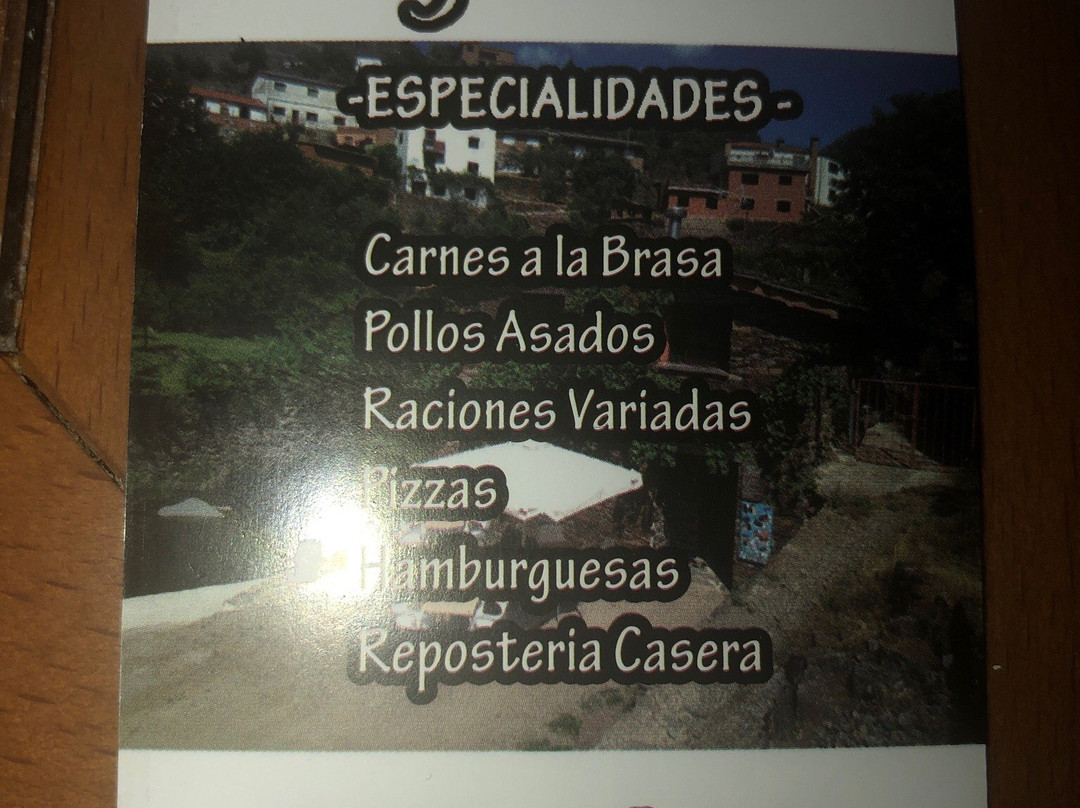 -ESPECIALIDADES -
Carnes a la Brasa
Pollos Asados
Raciones Variadas
Pizzas
Hamburguesas
Reposteria Casera